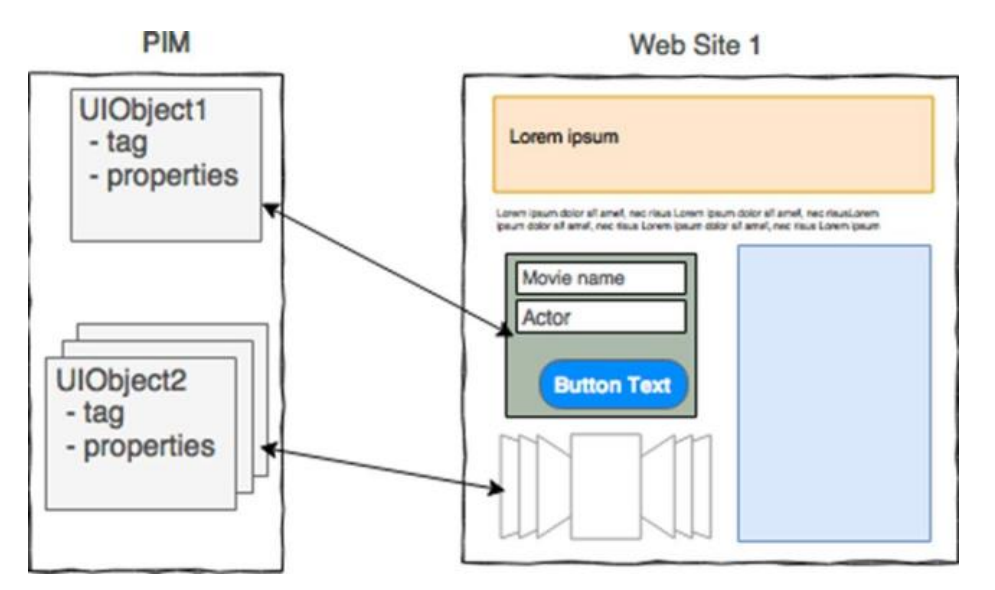 PIM
Web Site 1
UIObject1
- tag
- properties
Lorem ipsum
Lorem ipsum dolor sit amet, nec risus Lorem ipsum dolor sit amet, nec risusLorem
ipsum dolor sit amet, nec risus Lorem ipsum dolor sit amet, nec risus Lorem ipsum
Movie name
Actor
Button Text
UIObject2
- tag
- properties